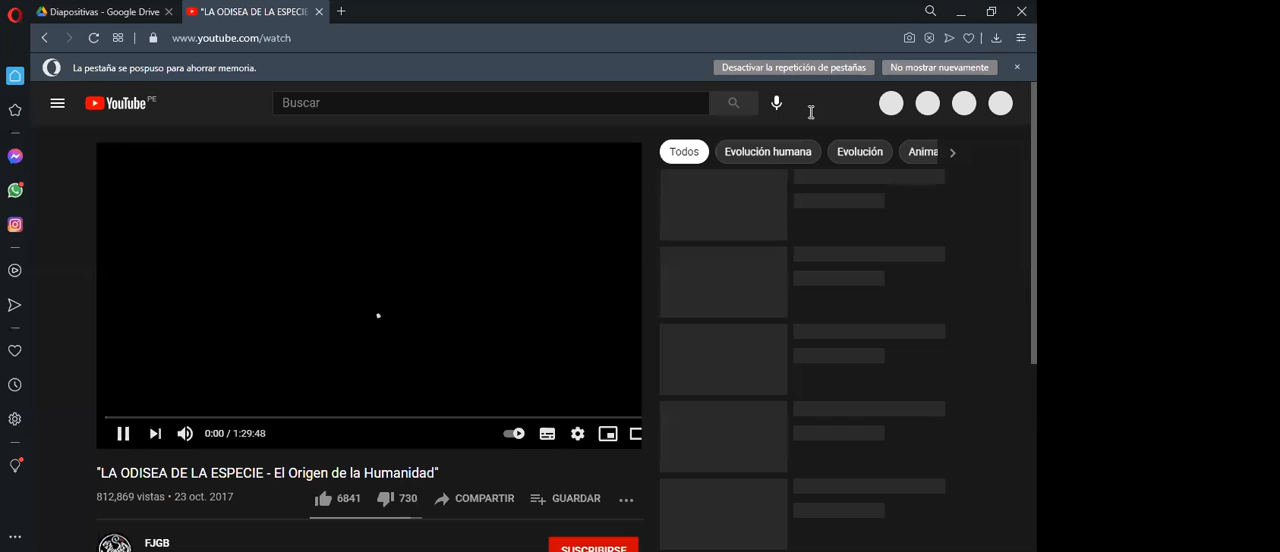 Diapositivas - Google Drive
"LA ODISEA DE LA ESPECIE
www.youtube.com/watch
La pestaña se pospuso para ahorrar memoria.
Desactivar la repetición de pestañas
No mostrar nuevamente
YouTube PE
Buscar
Todos
Evolución humana
Evolución
Anima
0:00 / 1:29:48
"LA ODISEA DE LA ESPECIE - El Origen de la Humanidad"
812,869 vistas • 23 oct. 2017
6841
730
COMPARTIR
GUARDAR
FJGB
SUSCRIBIRSE